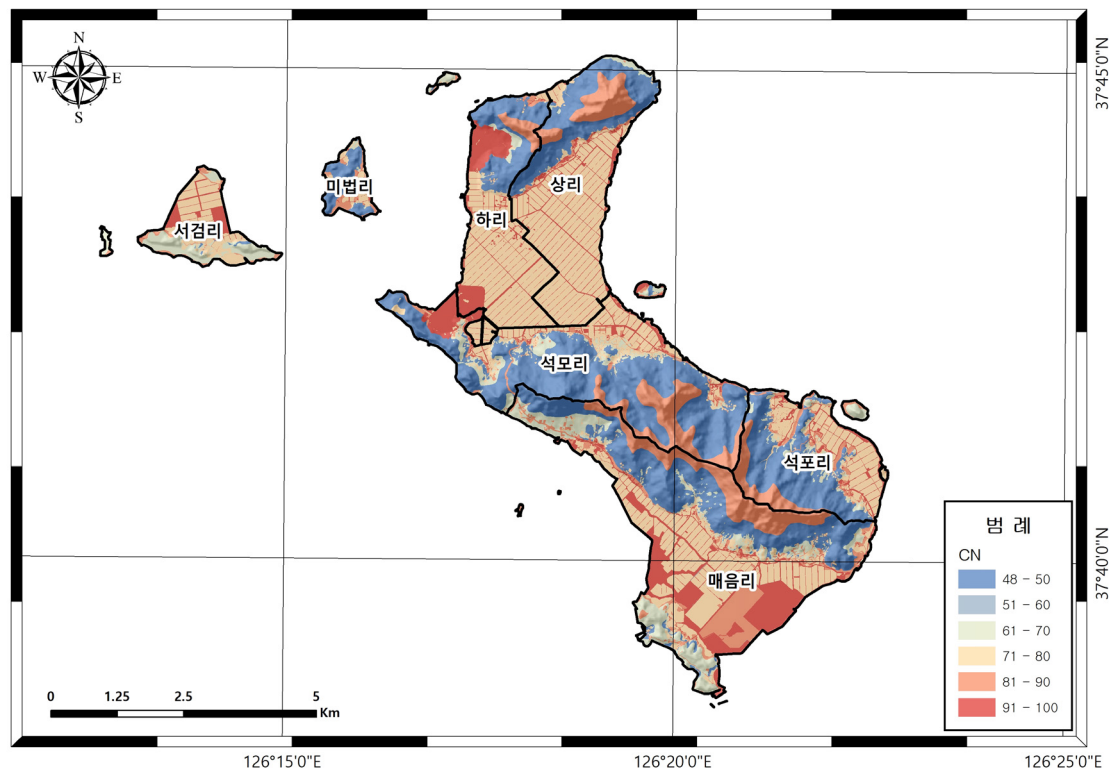 N
W
E
S
37°45'0"N
미법리
상리
서검리
하리
석모리
석포리
매음리
37°40'0"N
범 례
CN
48 - 50
51 - 60
61 - 70
71 - 80
81 - 90
91 - 100
0 1.25 2.5 5
Km
126°15'0"E 126°20'0"E 126°25'0"E